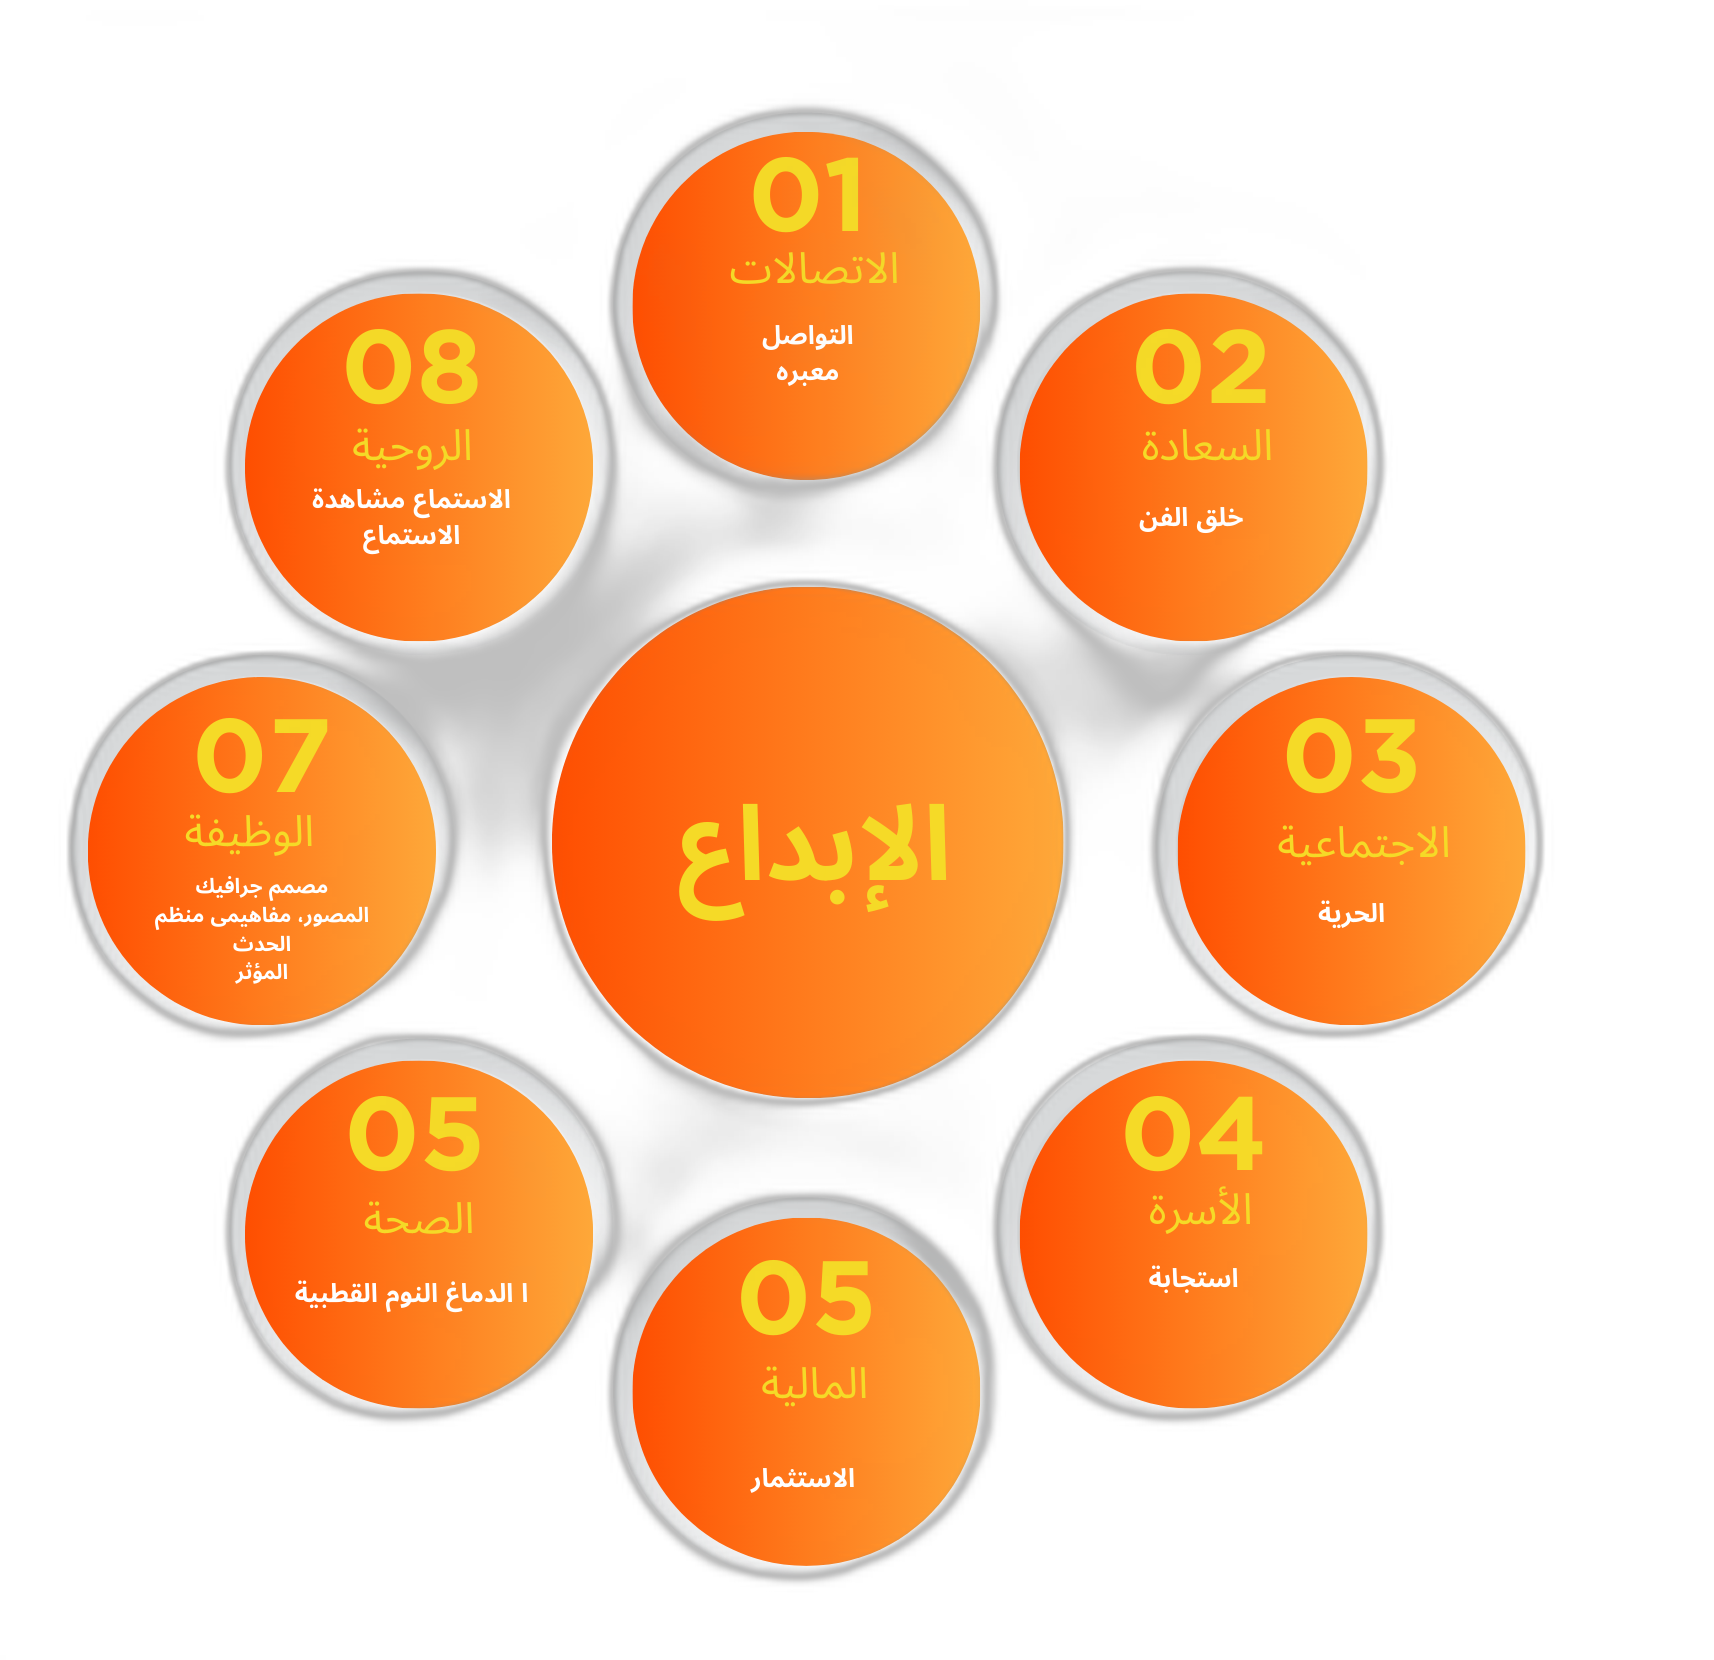 01
الاتصالات
التواصل
معبره
02
السعادة
خلق الفن
03
الاجتماعية
الحرية
04
الأسرة
استجابة
05
المالية
الاستثمار
05
الصحة
ا الدماغ النوم القطبية
07
الوظيفة
مصمم جرافيك
المصور، مفاهيمى منظم
الحدث
المؤثر
08
الروحية
الاستماع مشاهدة
الاستماع
الإبداع